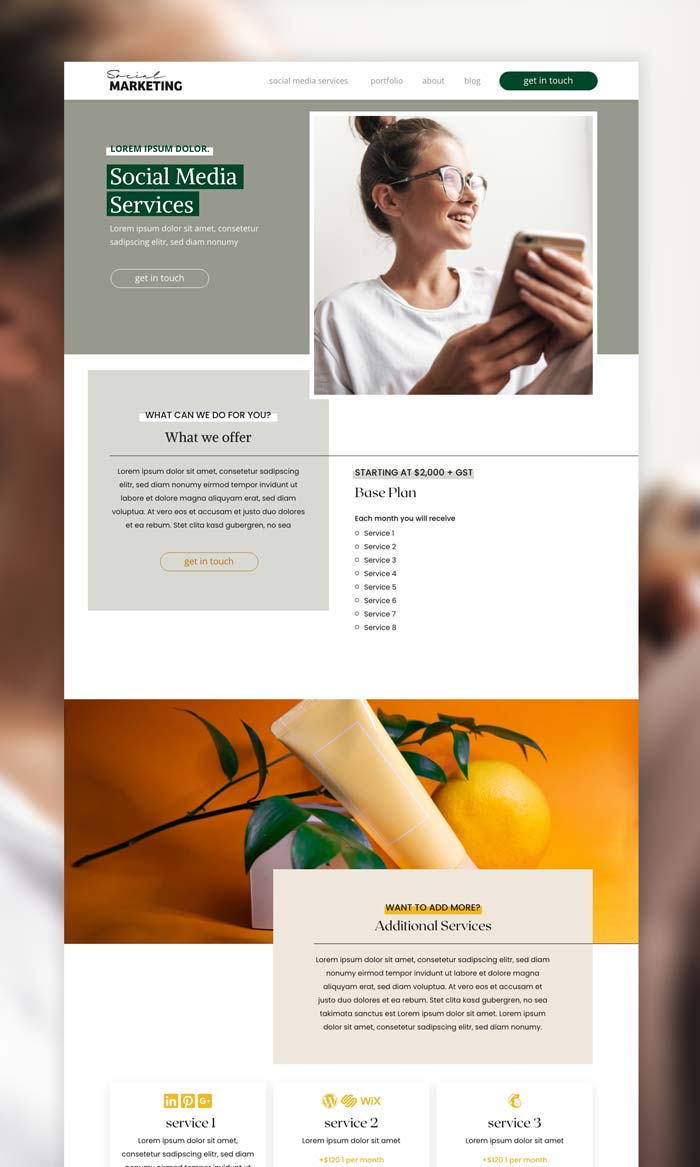 Social
MARKETING
social media services portfolio about blog get in touch
LOREM IPSUM DOLOR.
Social Media
Services
Lorem ipsum dolor sit amet, consetetur
sadipscing elitr, sed diam nonumy
get in touch
WHAT CAN WE DO FOR YOU?
What we offer
Lorem ipsum dolor sit amet, consetetur sadipscing
elitr, sed diam nonumy eirmod tempor invidunt ut
labore et dolore magna aliquyam erat, sed diam
voluptua. At vero eos et accusam et justo duo dolores
et ea rebum. Stet clita kasd gubergren, no sea
get in touch
STARTING AT $2,000 + GST
Base Plan
Each month you will receive
Service 1
Service 2
Service 3
Service 4
Service 5
Service 6
Service 7
Service 8
WANT TO ADD MORE?
Additional Services
Lorem ipsum dolor sit amet, consetetur sadipscing elitr, sed diam
nonumy eirmod tempor invidunt ut labore et dolore magna
aliquyam erat, sed diam voluptua. At vero eos et accusam et
justo duo dolores et ea rebum. Stet clita kasd gubergren, no sea
takimata sanctus est Lorem ipsum dolor sit amet. Lorem ipsum
dolor sit amet, consetetur sadipscing elitr, sed diam nonumy.
in G+
WiX
service 1
Lorem ipsum dolor sit amet,
consetetur sadipscing elitr, sed diam
nonumy eirmod tempor invidunt ut
service 2
Lorem ipsum dolor sit amet
+$120 1 per month
service 3
Lorem ipsum dolor sit amet
+$120 1 per month